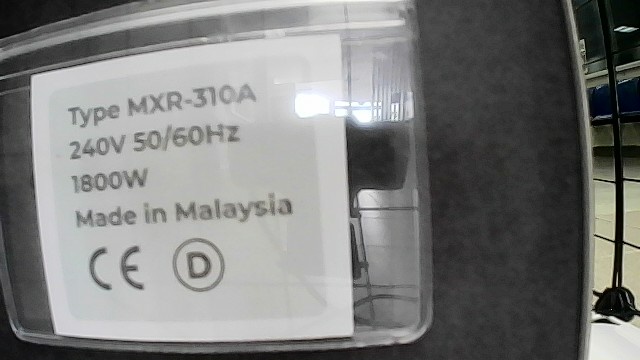 Type MXR-310A
240V 50/60Hz
1800W
Made in Malaysia
CE D